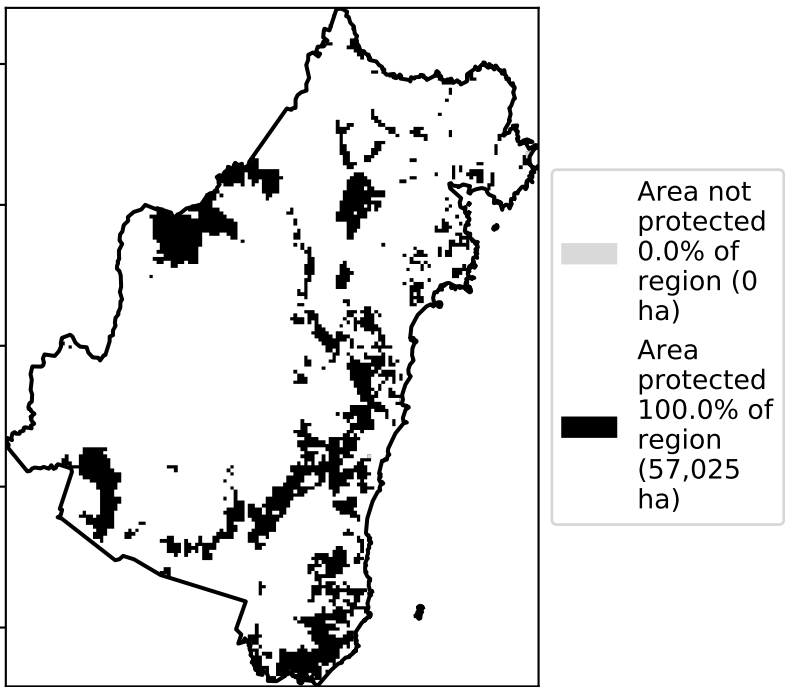 Area not
protected
0.0% of
region (0
ha)
Area
protected
100.0% of
region
(57,025
ha)